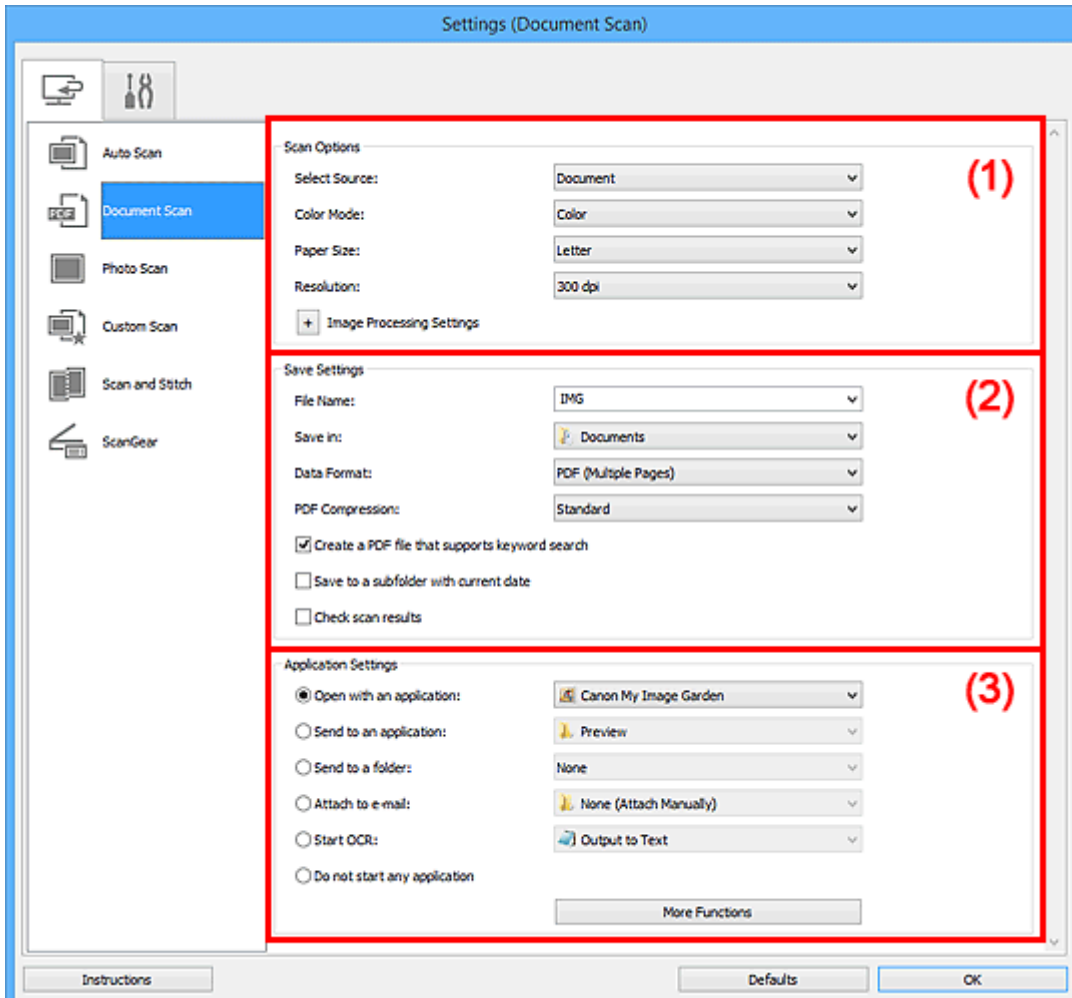 Settings (Document Scan)
Auto Scan
Document Scan
Photo Scan
Custom Scan
Scan and Stitch
ScanGear
(1)
Scan Options
Select Source: Document
Color Mode: Color
Paper Size: Letter
Resolution: 300 dpi
+ Image Processing Settings
(2)
Save Settings
File Name: IMG
Save in: Documents
Data Format: PDF (Multiple Pages)
PDF Compression: Standard
Create a PDF file that supports keyword search
Save to a subfolder with current date
Check scan results
(3)
Application Settings
Open with an application: Canon My Image Garden
Send to an application: Preview
Send to a folder: None
Attach to e-mail: None (Attach Manually)
Start OCR: Output to Text
Do not start any application
More Functions
Instructions Defaults OK